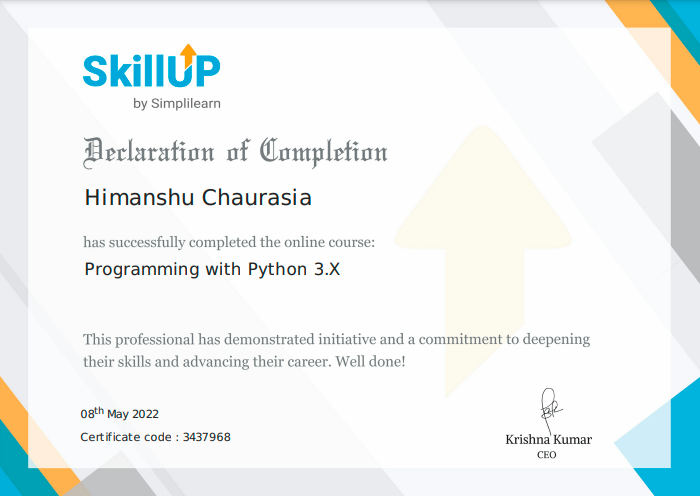 SkillUP
by Simplilearn
Declaration of Completion
Himanshu Chaurasia
has successfully completed the online course:
Programming with Python 3.X
This professional has demonstrated initiative and a commitment to deepening
their skills and advancing their career. Well done!
08th May 2022
Certificate code : 3437968
Krishna Kumar
CEO